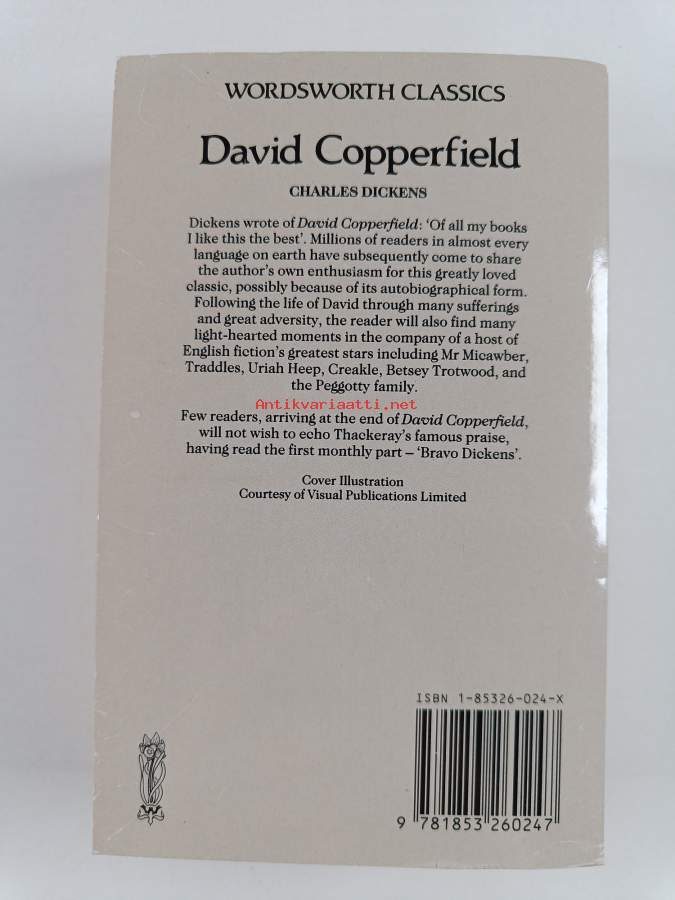 WORDSWORTH CLASSICS
David Copperfield
CHARLES DICKENS
Dickens wrote of David Copperfield: ‘Of all my books
I like this the best’. Millions of readers in almost every
language on earth have subsequently come to share
the author’s own enthusiasm for this greatly loved
classic, possibly because of its autobiographical form.
Following the life of David through many sufferings
and great adversity, the reader will also find many
light-hearted moments in the company of a host of
English fiction’s greatest stars including Mr Micawber,
Traddles, Uriah Heep, Creakle, Betsey Trotwood, and
the Peggotty family.
Antikvariaatti.net
Few readers, arriving at the end of David Copperfield,
will not wish to echo Thackeray’s famous praise,
having read the first monthly part – ‘Bravo Dickens’.
Cover Illustration
Courtesy of Visual Publications Limited
ISBN 1-85326-024-X
9 781853 260247
W